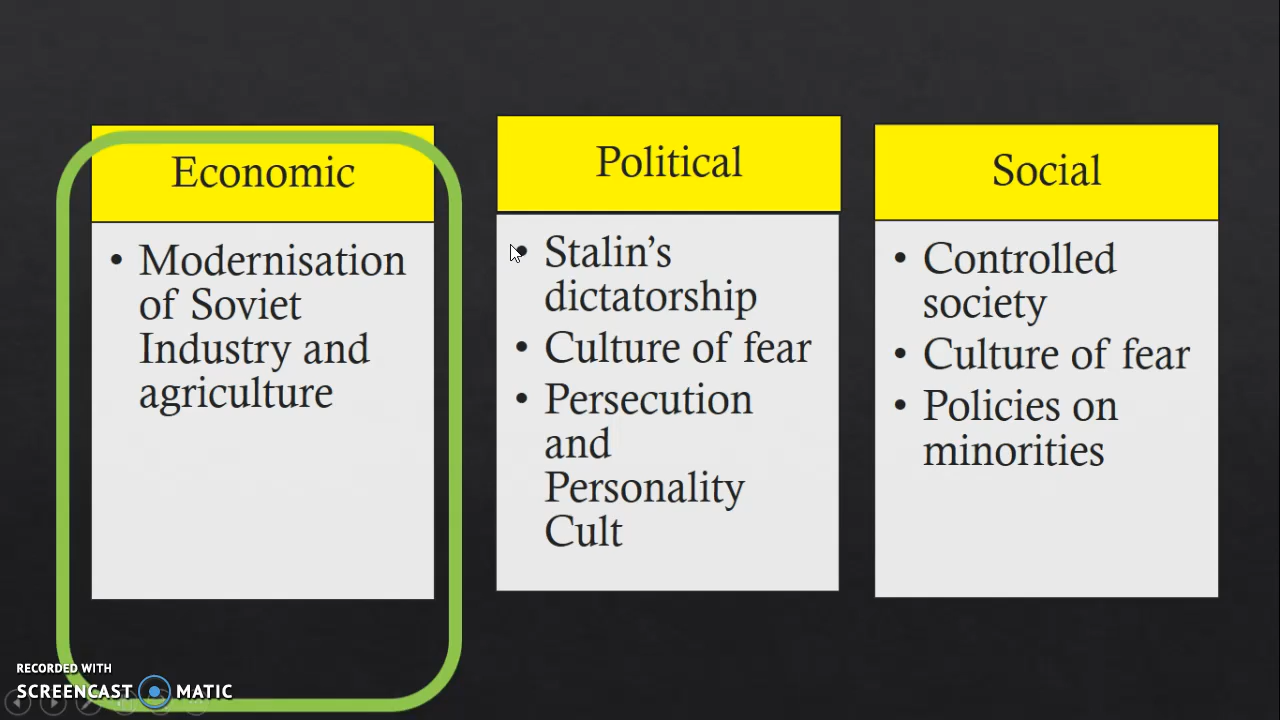 Economic
• Modernisation
of Soviet
Industry and
agriculture
Political
• Stalin’s
dictatorship
• Culture of fear
• Persecution
and
Personality
Cult
Social
• Controlled
society
• Culture of fear
• Policies on
minorities
RECORDED WITH
SCREENCAST MATIC